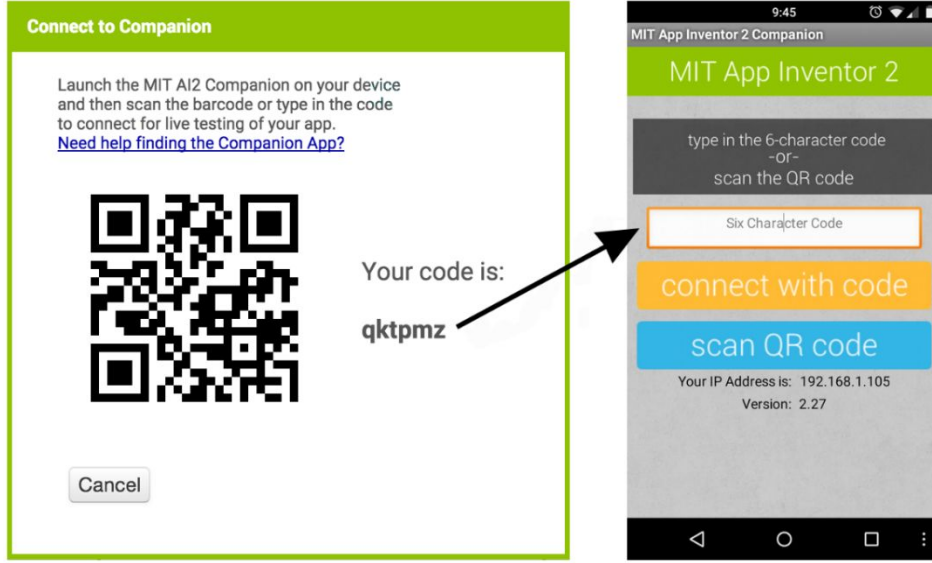 Connect to Companion
Launch the MIT AI2 Companion on your device
and then scan the barcode or type in the code
to connect for live testing of your app.
Need help finding the Companion App?
Your code is:
qktpmz
Cancel
9:45
MIT App Inventor 2 Companion
MIT App Inventor 2
type in the 6-character code
-or-
scan the QR code
Six Character Code
connect with code
scan QR code
Your IP Address is: 192.168.1.105
Version: 2.27